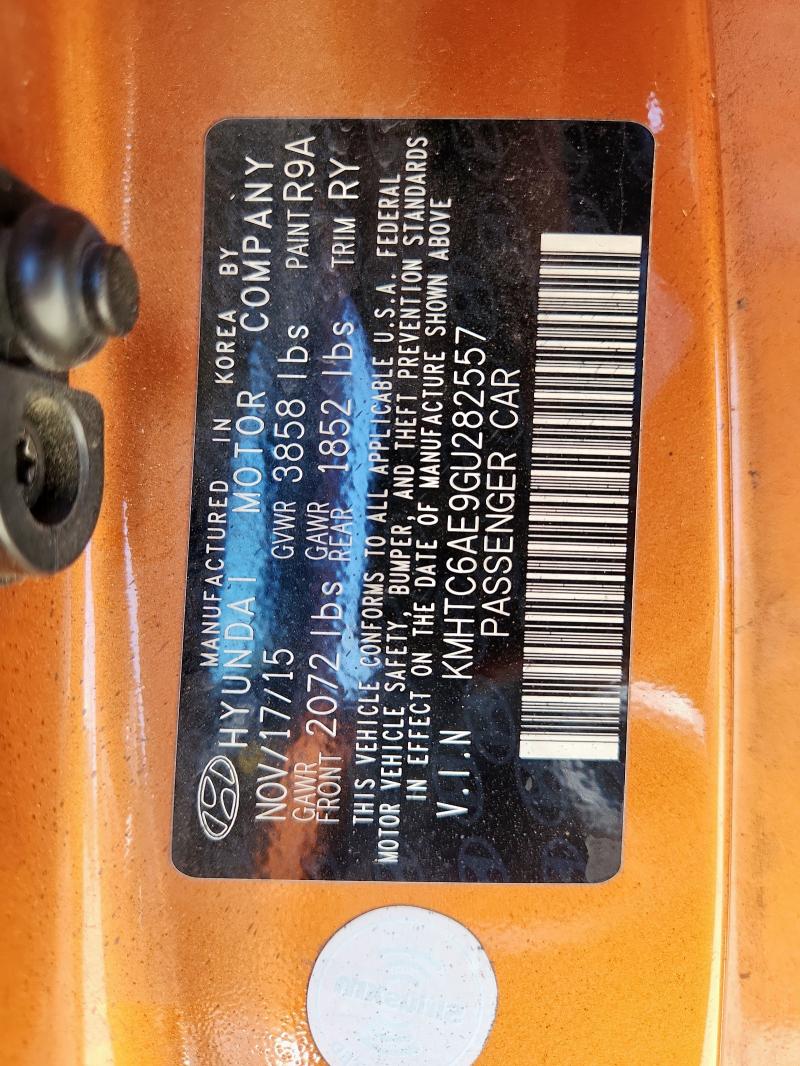 MANUFACTURED IN KOREA BY
HYUNDAI MOTOR COMPANY
NOV/17/15 GVWR 3858 lbs PAINT R9A
GAWR FRONT 2072 lbs GAWR REAR 1852 lbs TRIM RY
THIS VEHICLE CONFORMS TO ALL APPLICABLE U.S.A. FEDERAL
MOTOR VEHICLE SAFETY, BUMPER, AND THEFT PREVENTION STANDARDS
IN EFFECT ON THE DATE OF MANUFACTURE SHOWN ABOVE
V.I.N KMHTC6AE9GU282557
PASSENGER CAR